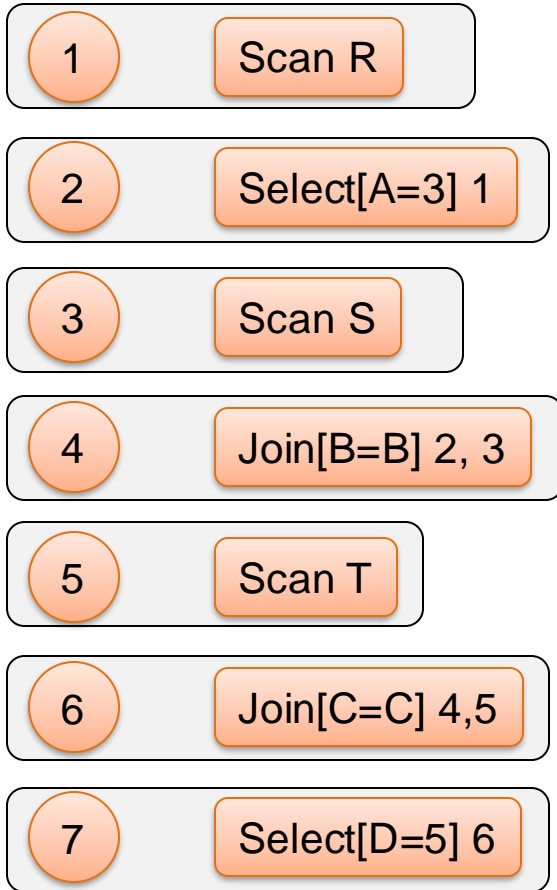 1 Scan R
2 Select[A=3] 1
3 Scan S
4 Join[B=B] 2, 3
5 Scan T
6 Join[C=C] 4,5
7 Select[D=5] 6